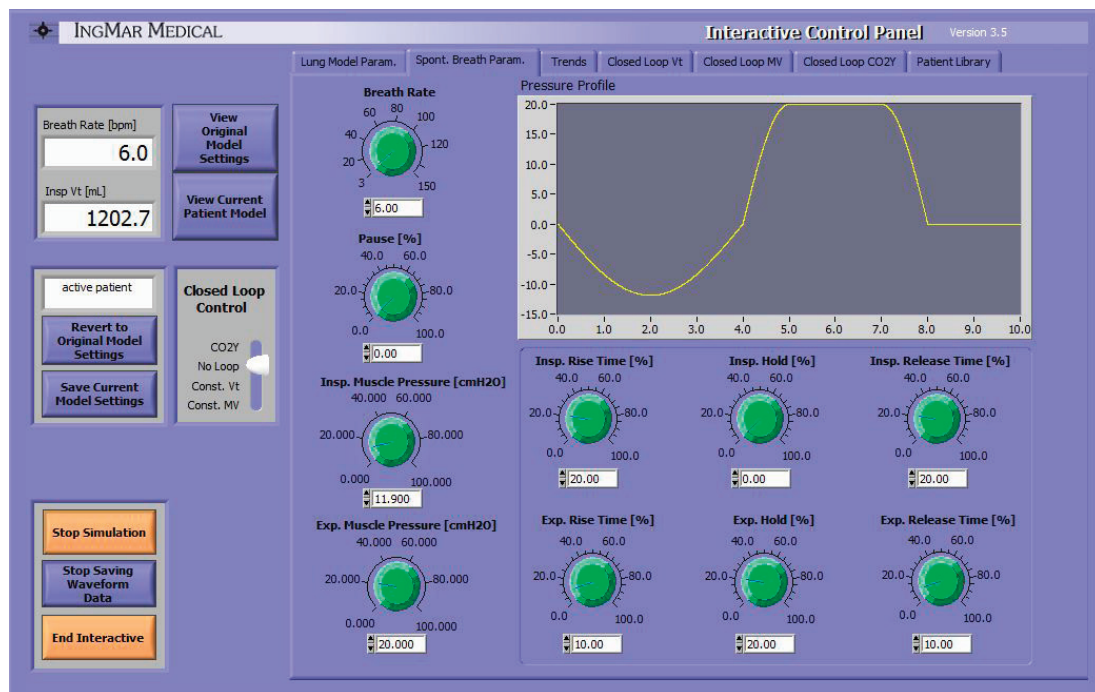 INGMAR MEDICAL
Interactive Control Panel Version 3.5
Lung Model Param. Spont. Breath Param. Trends Closed Loop Vt Closed Loop MV Closed Loop CO2Y Patient Library
Breath Rate [bpm]
6.0
Insp Vt [mL]
1202.7
View
Original
Model
Settings
View Current
Patient Model
active patient
Revert to
Original Model
Settings
Save Current
Model Settings
Closed Loop
Control
CO2Y
No Loop
Const. Vt
Const. MV
Stop Simulation
Stop Saving
Waveform
Data
End Interactive
Breath Rate
60 80 100
40 120
20
3 150
6.00
Pause [%]
40.0 60.0
20.0 80.0
0.0 100.0
0.00
Insp. Muscle Pressure [cmH2O]
40.000 60.000
20.000 80.000
0.000 100.000
11.900
Exp. Muscle Pressure [cmH2O]
40.000 60.000
20.000 80.000
0.000 100.000
20.000
Pressure Profile
20.0
15.0
10.0
5.0
0.0
-5.0
-10.0
-15.0
0.0 1.0 2.0 3.0 4.0 5.0 6.0 7.0 8.0 9.0 10.0
Insp. Rise Time [%] Insp. Hold [%] Insp. Release Time [%]
40.0 60.0 40.0 60.0 40.0 60.0
20.0 80.0 20.0 80.0 20.0 80.0
0.0 100.0 0.0 100.0 0.0 100.0
20.00 0.00 20.00
Exp. Rise Time [%] Exp. Hold [%] Exp. Release Time [%]
40.0 60.0 40.0 60.0 40.0 60.0
20.0 80.0 20.0 80.0 20.0 80.0
0.0 100.0 0.0 100.0 0.0 100.0
10.00 20.00 10.00